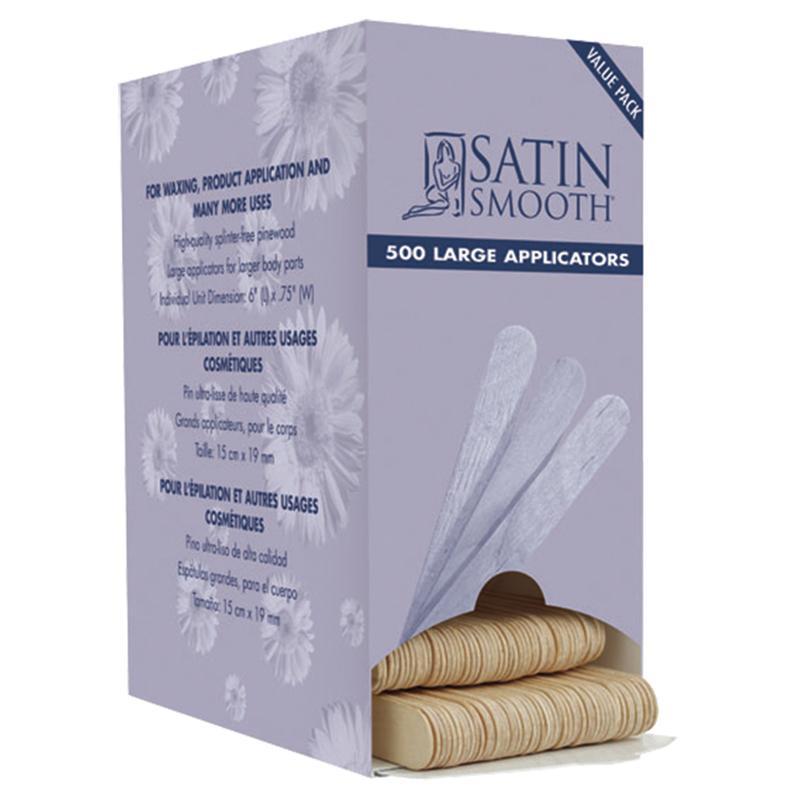 VALUE PACK
SATIN
SMOOTH®
500 LARGE APPLICATORS
FOR WAXING, PRODUCT APPLICATION AND
MANY MORE USES
High-quality splinter-free pinewood
Large applicators for larger body parts
Individual Unit Dimension: 6" (L) x .75" (W)
POUR L'ÉPILATION ET AUTRES USAGES
COSMÉTIQUES
Pin ultra-lisse de haute qualité
Grands applicateurs, pour le corps
Taille: 15 cm x 19 mm
POUR L'ÉPILATION ET AUTRES USAGES
COSMÉTIQUES
Pino ultra-liso de alta calidad
Espátulas grandes, para el cuerpo
Tamaño: 15 cm x 19 mm